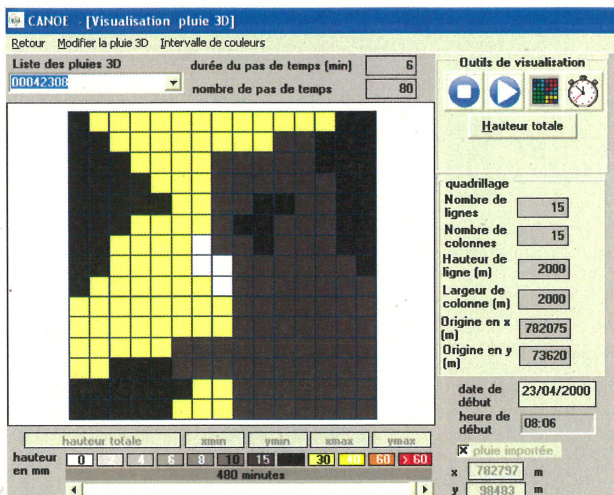 CANOE - [Visualisation pluie 3D]
Retour Modifier la pluie 3D Intervalle de couleurs
Liste des pluies 3D
00042308
durée du pas de temps (min) 6
nombre de pas de temps 80
Outils de visualisation
Hauteur totale
quadrillage
Nombre de lignes 15
Nombre de colonnes 15
Hauteur de ligne (m) 2000
Largeur de colonne (m) 2000
Origine en x (m) 782075
Origine en y (m) 73620
date de début 23/04/2000
heure de début 08:06
pluie importée
x 782797 m
y 98483 m
hauteur totale xmin ymin xmax ymax
hauteur en mm 0 2 4 6 8 10 15 30 40 60 > 60
480 minutes